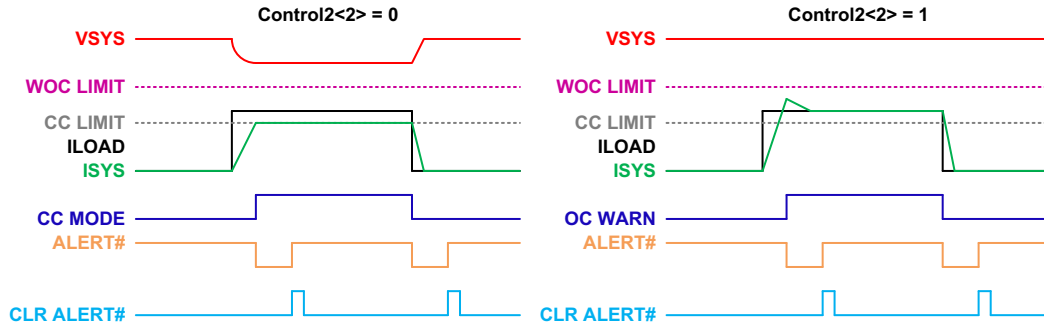 Control2<2> = 0
VSYS
WOC LIMIT
CC LIMIT
ILOAD
ISYS
CC MODE
ALERT#
CLR ALERT#
Control2<2> = 1
VSYS
WOC LIMIT
CC LIMIT
ILOAD
ISYS
OC WARN
ALERT#
CLR ALERT#